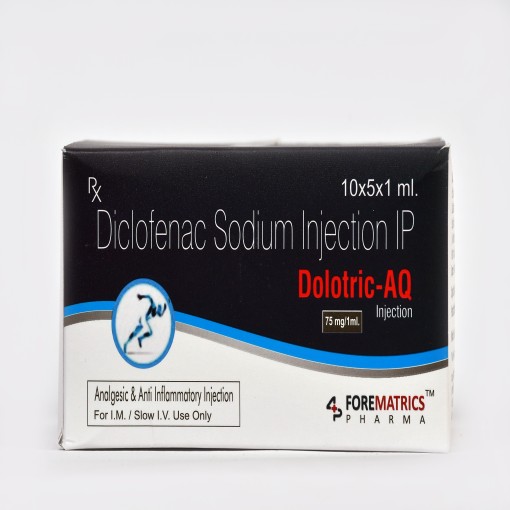 Rx
10x5x1 ml.
Diclofenac Sodium Injection IP
Dolotric-AQ
75 mg/1ml.
Injection
Analgesic & Anti Inflammatory Injection
For I.M. / Slow I.V. Use Only
4P FOREMATRICS™
PHARMA